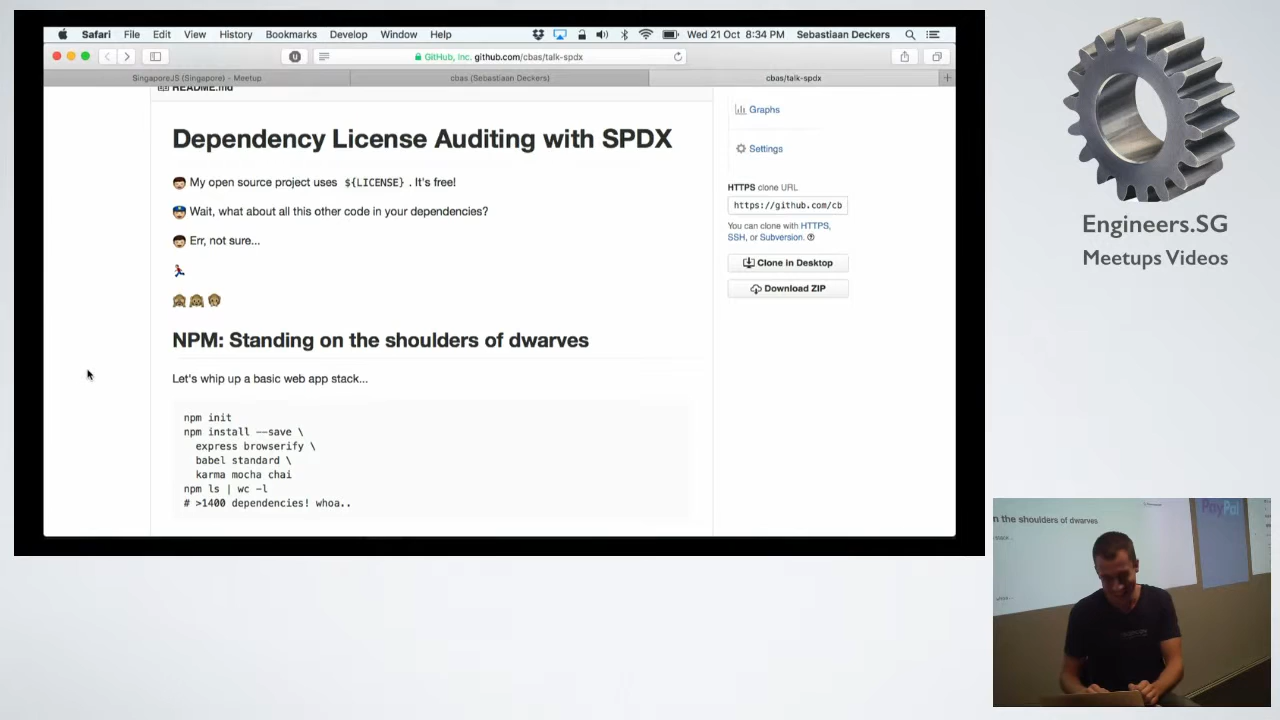 Safari File Edit View History Bookmarks Develop Window Help Wed 21 Oct 8:34 PM Sebastiaan Deckers
GitHub, Inc. github.com/cbas/talk-spdx
SingaporeJS (Singapore) – Meetup cbas (Sebastiaan Deckers) cbas/talk-spdx
README.md
Dependency License Auditing with SPDX
My open source project uses ${LICENSE} . It's free!
Wait, what about all this other code in your dependencies?
Err, not sure...
NPM: Standing on the shoulders of dwarves
Let's whip up a basic web app stack...
npm init
npm install --save \
express browserify \
babel standard \
karma mocha chai
npm ls | wc -l
# >1400 dependencies! whoa..
Graphs
Settings
HTTPS clone URL
https://github.com/cb
You can clone with HTTPS,
SSH, or Subversion.
Clone in Desktop
Download ZIP
Engineers.SG
Meetups Videos
PayPal
n the shoulders of dwarves